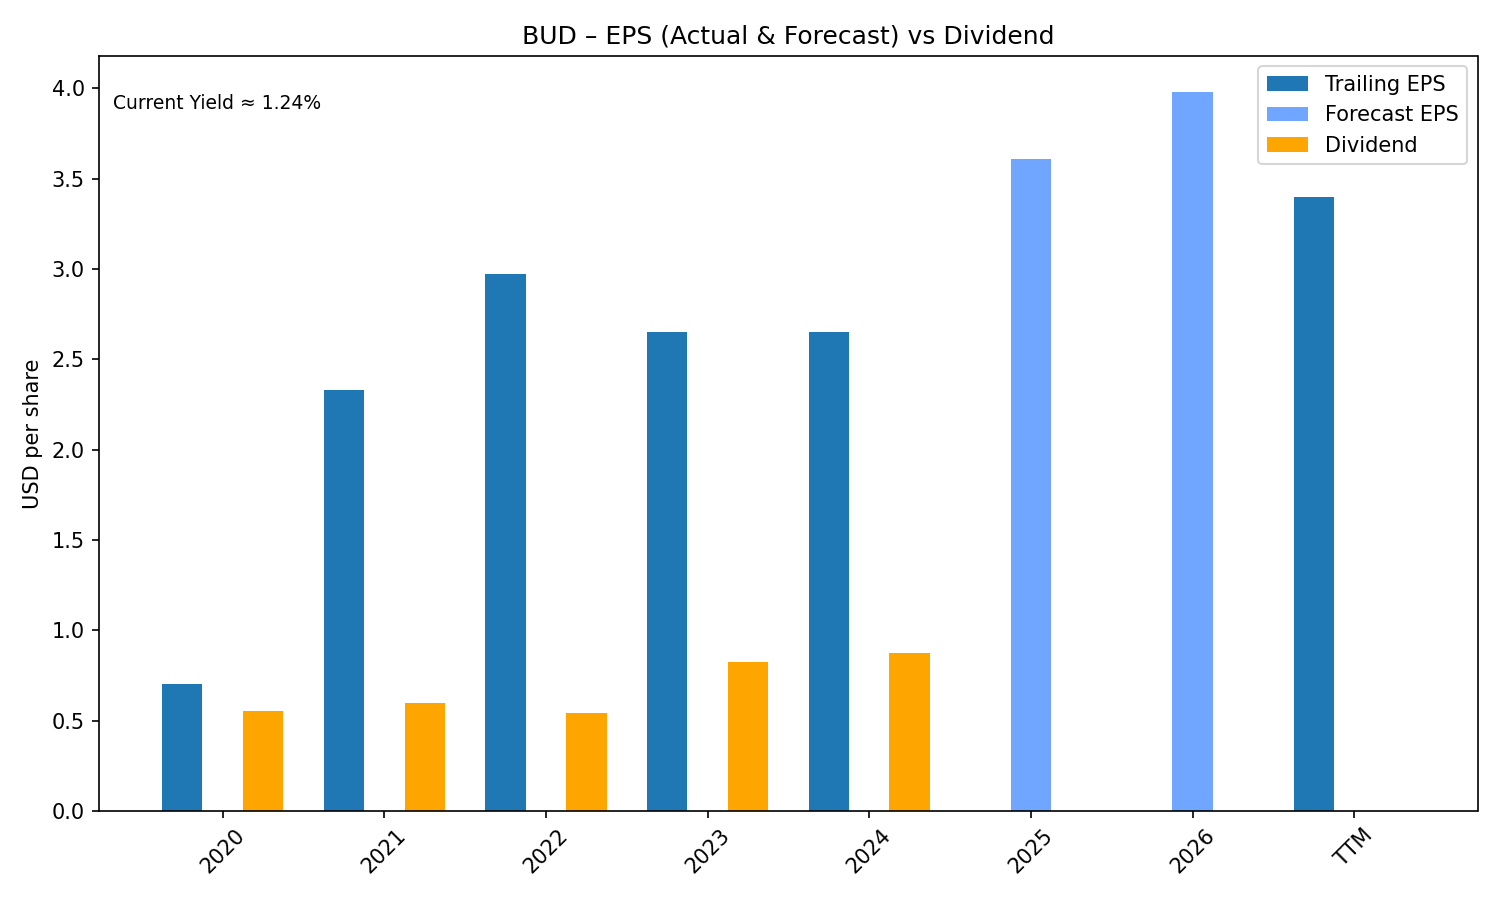 BUD – EPS (Actual & Forecast) vs Dividend
Current Yield ≈ 1.24%
Trailing EPS
Forecast EPS
Dividend
USD per share
4.0
3.5
3.0
2.5
2.0
1.5
1.0
0.5
0.0
2020
2021
2022
2023
2024
2025
2026
TTM